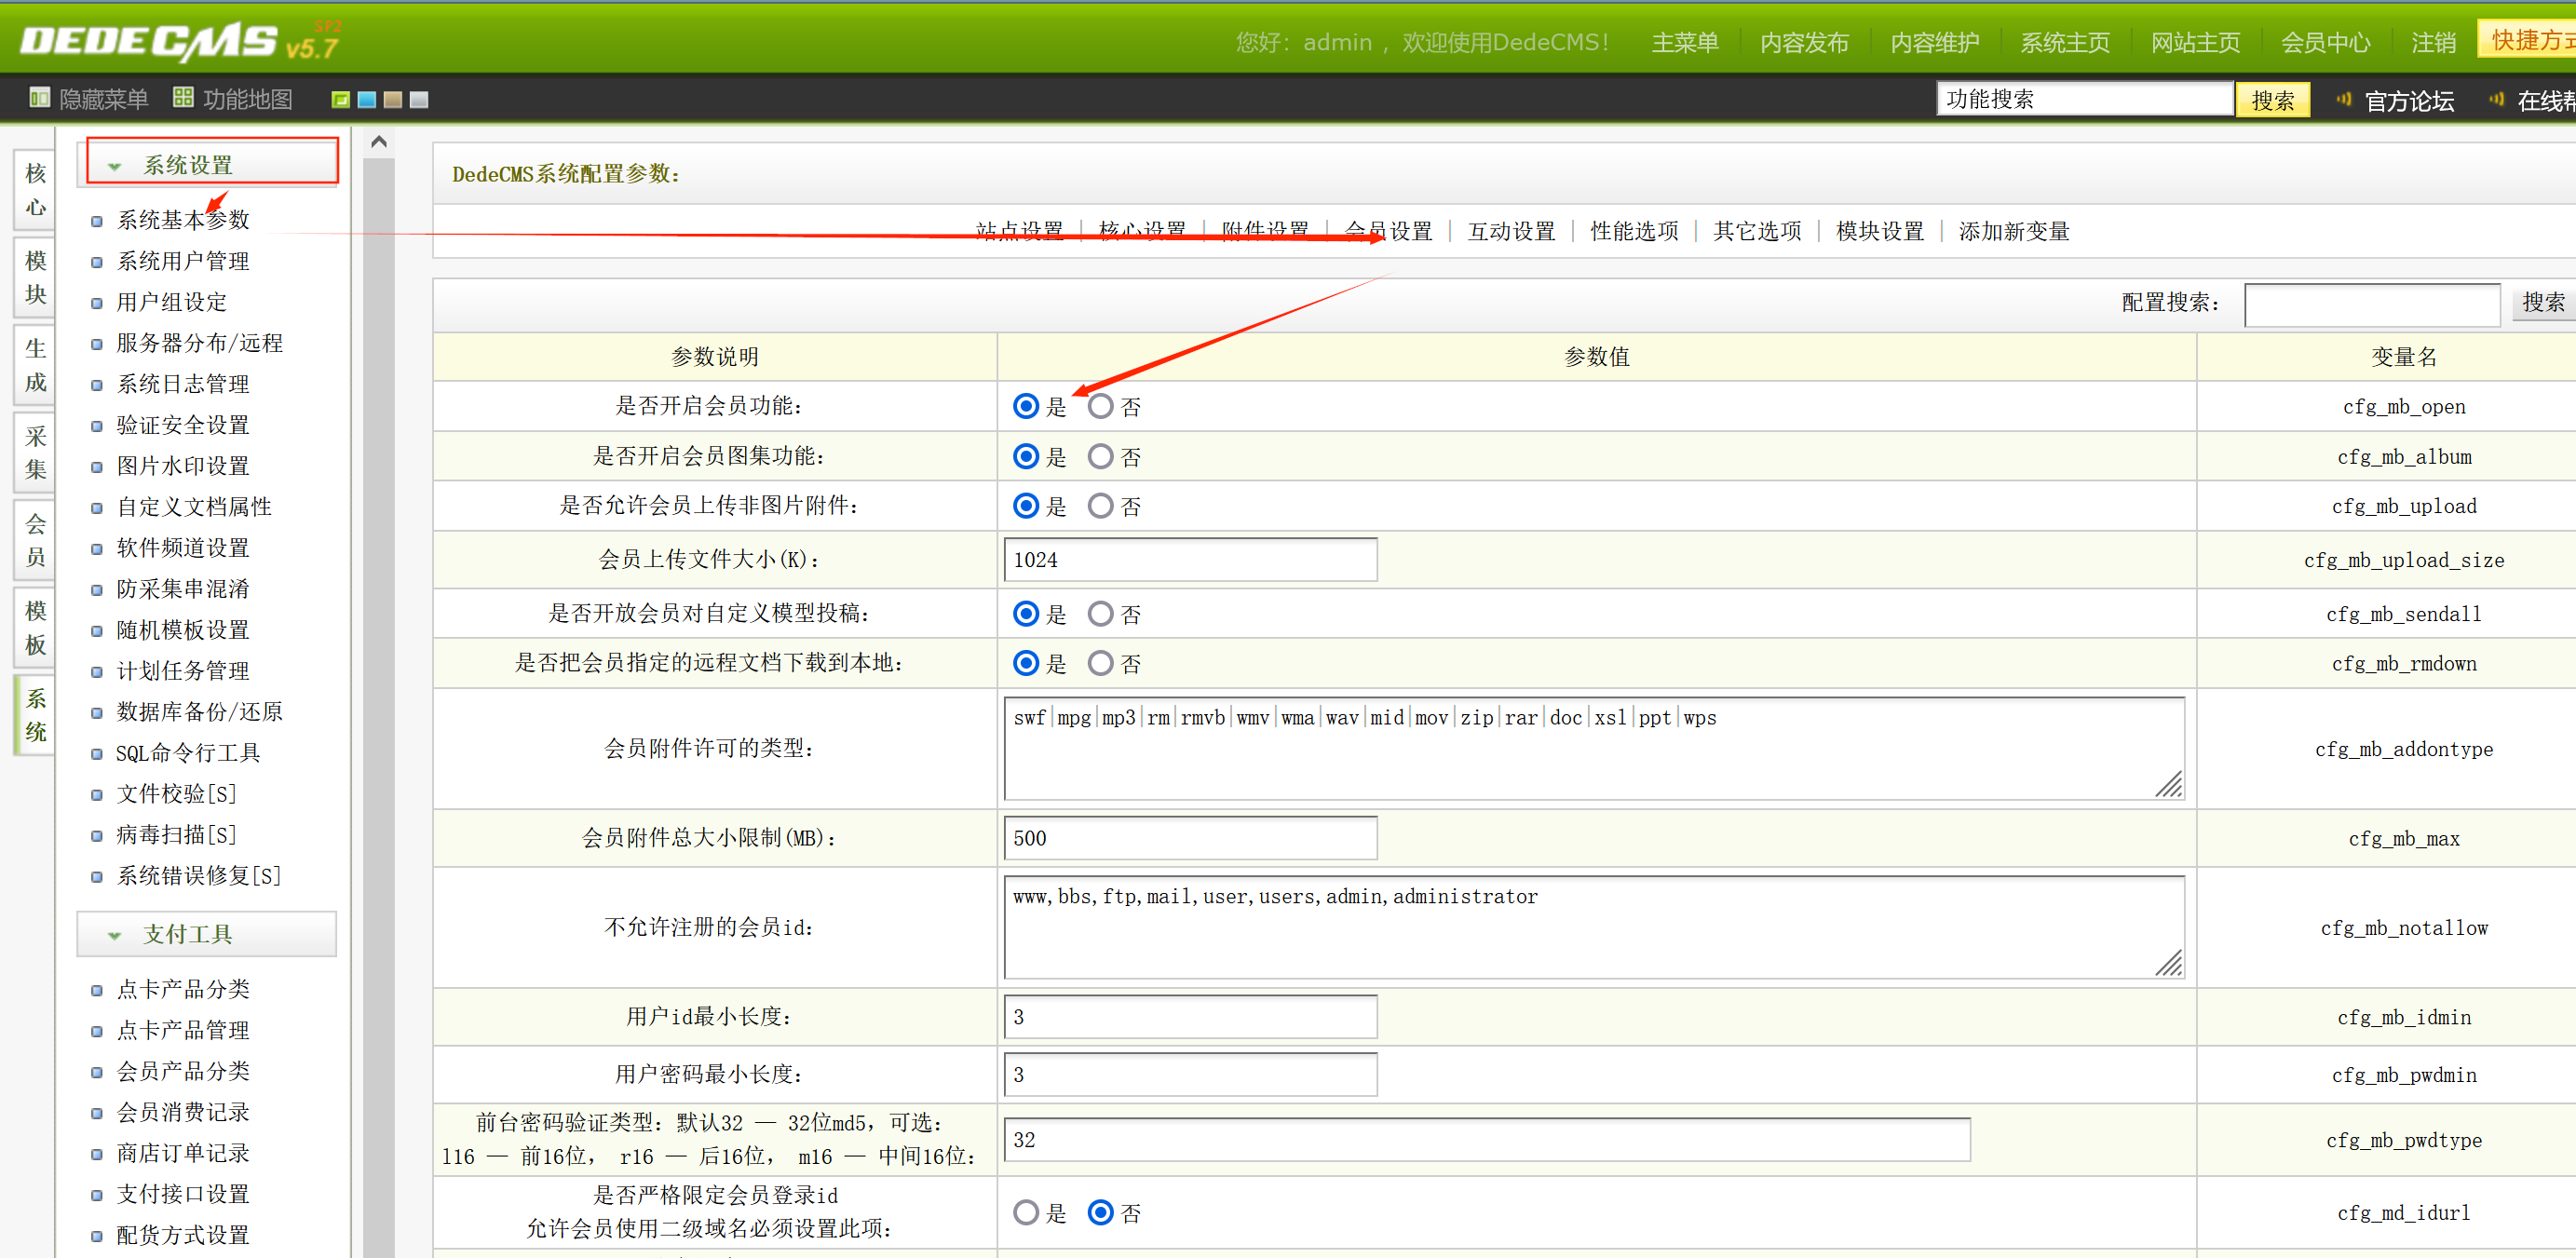 DEDECMS v5.7 SP2
您好：admin ，欢迎使用DedeCMS！ 主菜单 内容发布 内容维护 系统主页 网站主页 会员中心 注销 快捷方式
隐藏菜单 功能地图 功能搜索 搜索 官方论坛 在线帮
核心
模块
生成
采集
会员
模板
系统
系统设置
系统基本参数
系统用户管理
用户组设定
服务器分布/远程
系统日志管理
验证安全设置
图片水印设置
自定义文档属性
软件频道设置
防采集串混淆
随机模板设置
计划任务管理
数据库备份/还原
SQL命令行工具
文件校验[S]
病毒扫描[S]
系统错误修复[S]
支付工具
点卡产品分类
点卡产品管理
会员产品分类
会员消费记录
商店订单记录
支付接口设置
配货方式设置
DedeCMS系统配置参数：
站点设置 | 核心设置 | 附件设置 | 会员设置 | 互动设置 | 性能选项 | 其它选项 | 模块设置 | 添加新变量
配置搜索： 搜索
参数说明 参数值 变量名
是否开启会员功能： 是 否 cfg_mb_open
是否开启会员图集功能： 是 否 cfg_mb_album
是否允许会员上传非图片附件： 是 否 cfg_mb_upload
会员上传文件大小(K)： 1024 cfg_mb_upload_size
是否开放会员对自定义模型投稿： 是 否 cfg_mb_sendall
是否把会员指定的远程文档下载到本地： 是 否 cfg_mb_rmdown
会员附件许可的类型： swf|mpg|mp3|rm|rmvb|wmv|wma|wav|mid|mov|zip|rar|doc|xsl|ppt|wps cfg_mb_addontype
会员附件总大小限制(MB)： 500 cfg_mb_max
不允许注册的会员id： www,bbs,ftp,mail,user,users,admin,administrator cfg_mb_notallow
用户id最小长度： 3 cfg_mb_idmin
用户密码最小长度： 3 cfg_mb_pwdmin
前台密码验证类型：默认32 — 32位md5，可选：
l16 — 前16位， r16 — 后16位， m16 — 中间16位： 32 cfg_mb_pwdtype
是否严格限定会员登录id
允许会员使用二级域名必须设置此项： 是 否 cfg_md_idurl